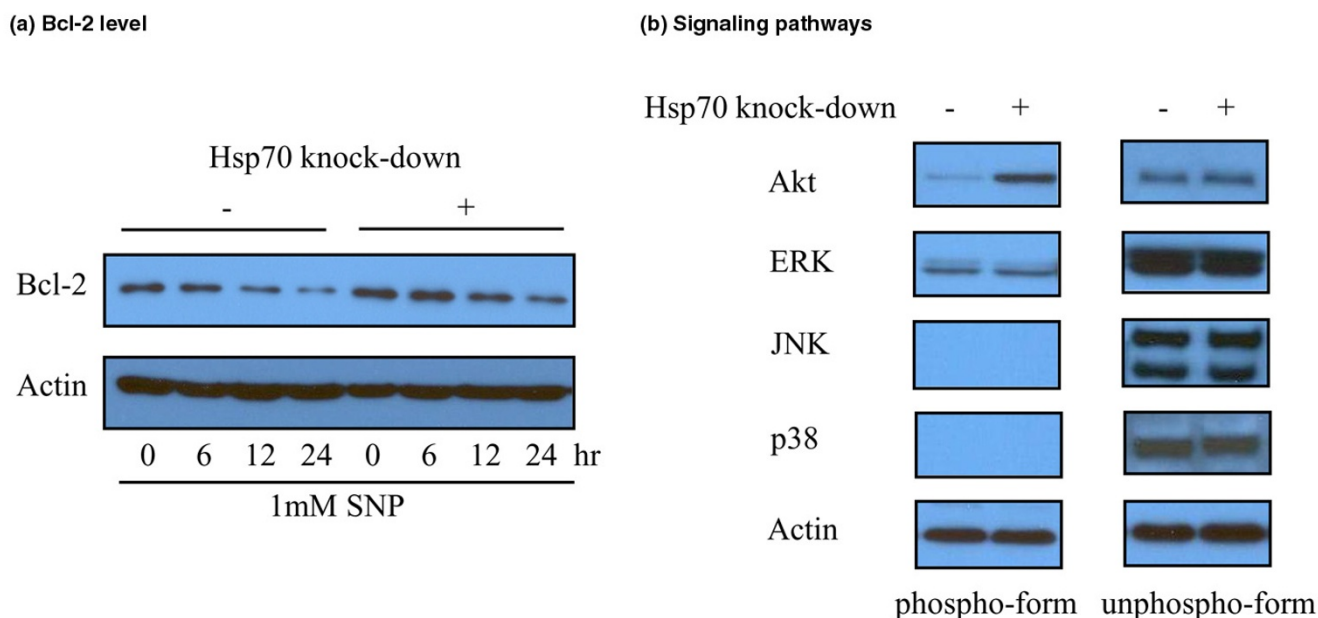 (a) Bcl-2 level
Hsp70 knock-down
- +
Bcl-2
Actin
0 6 12 24 0 6 12 24 hr
1mM SNP
(b) Signaling pathways
Hsp70 knock-down - + - +
Akt
ERK
JNK
p38
Actin
phospho-form unphospho-form